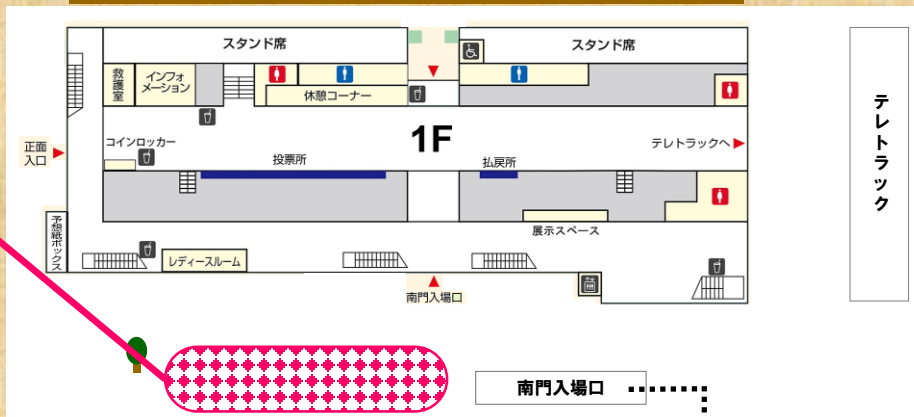 スタンド席
スタンド席
救護室
インフォ
メーション
休憩コーナー
1F
コインロッカー
正面
入口
投票所
払戻所
テレトラックへ
テレトラック
予想紙ボックス
展示スペース
レディースルーム
南門入場口
南門入場口